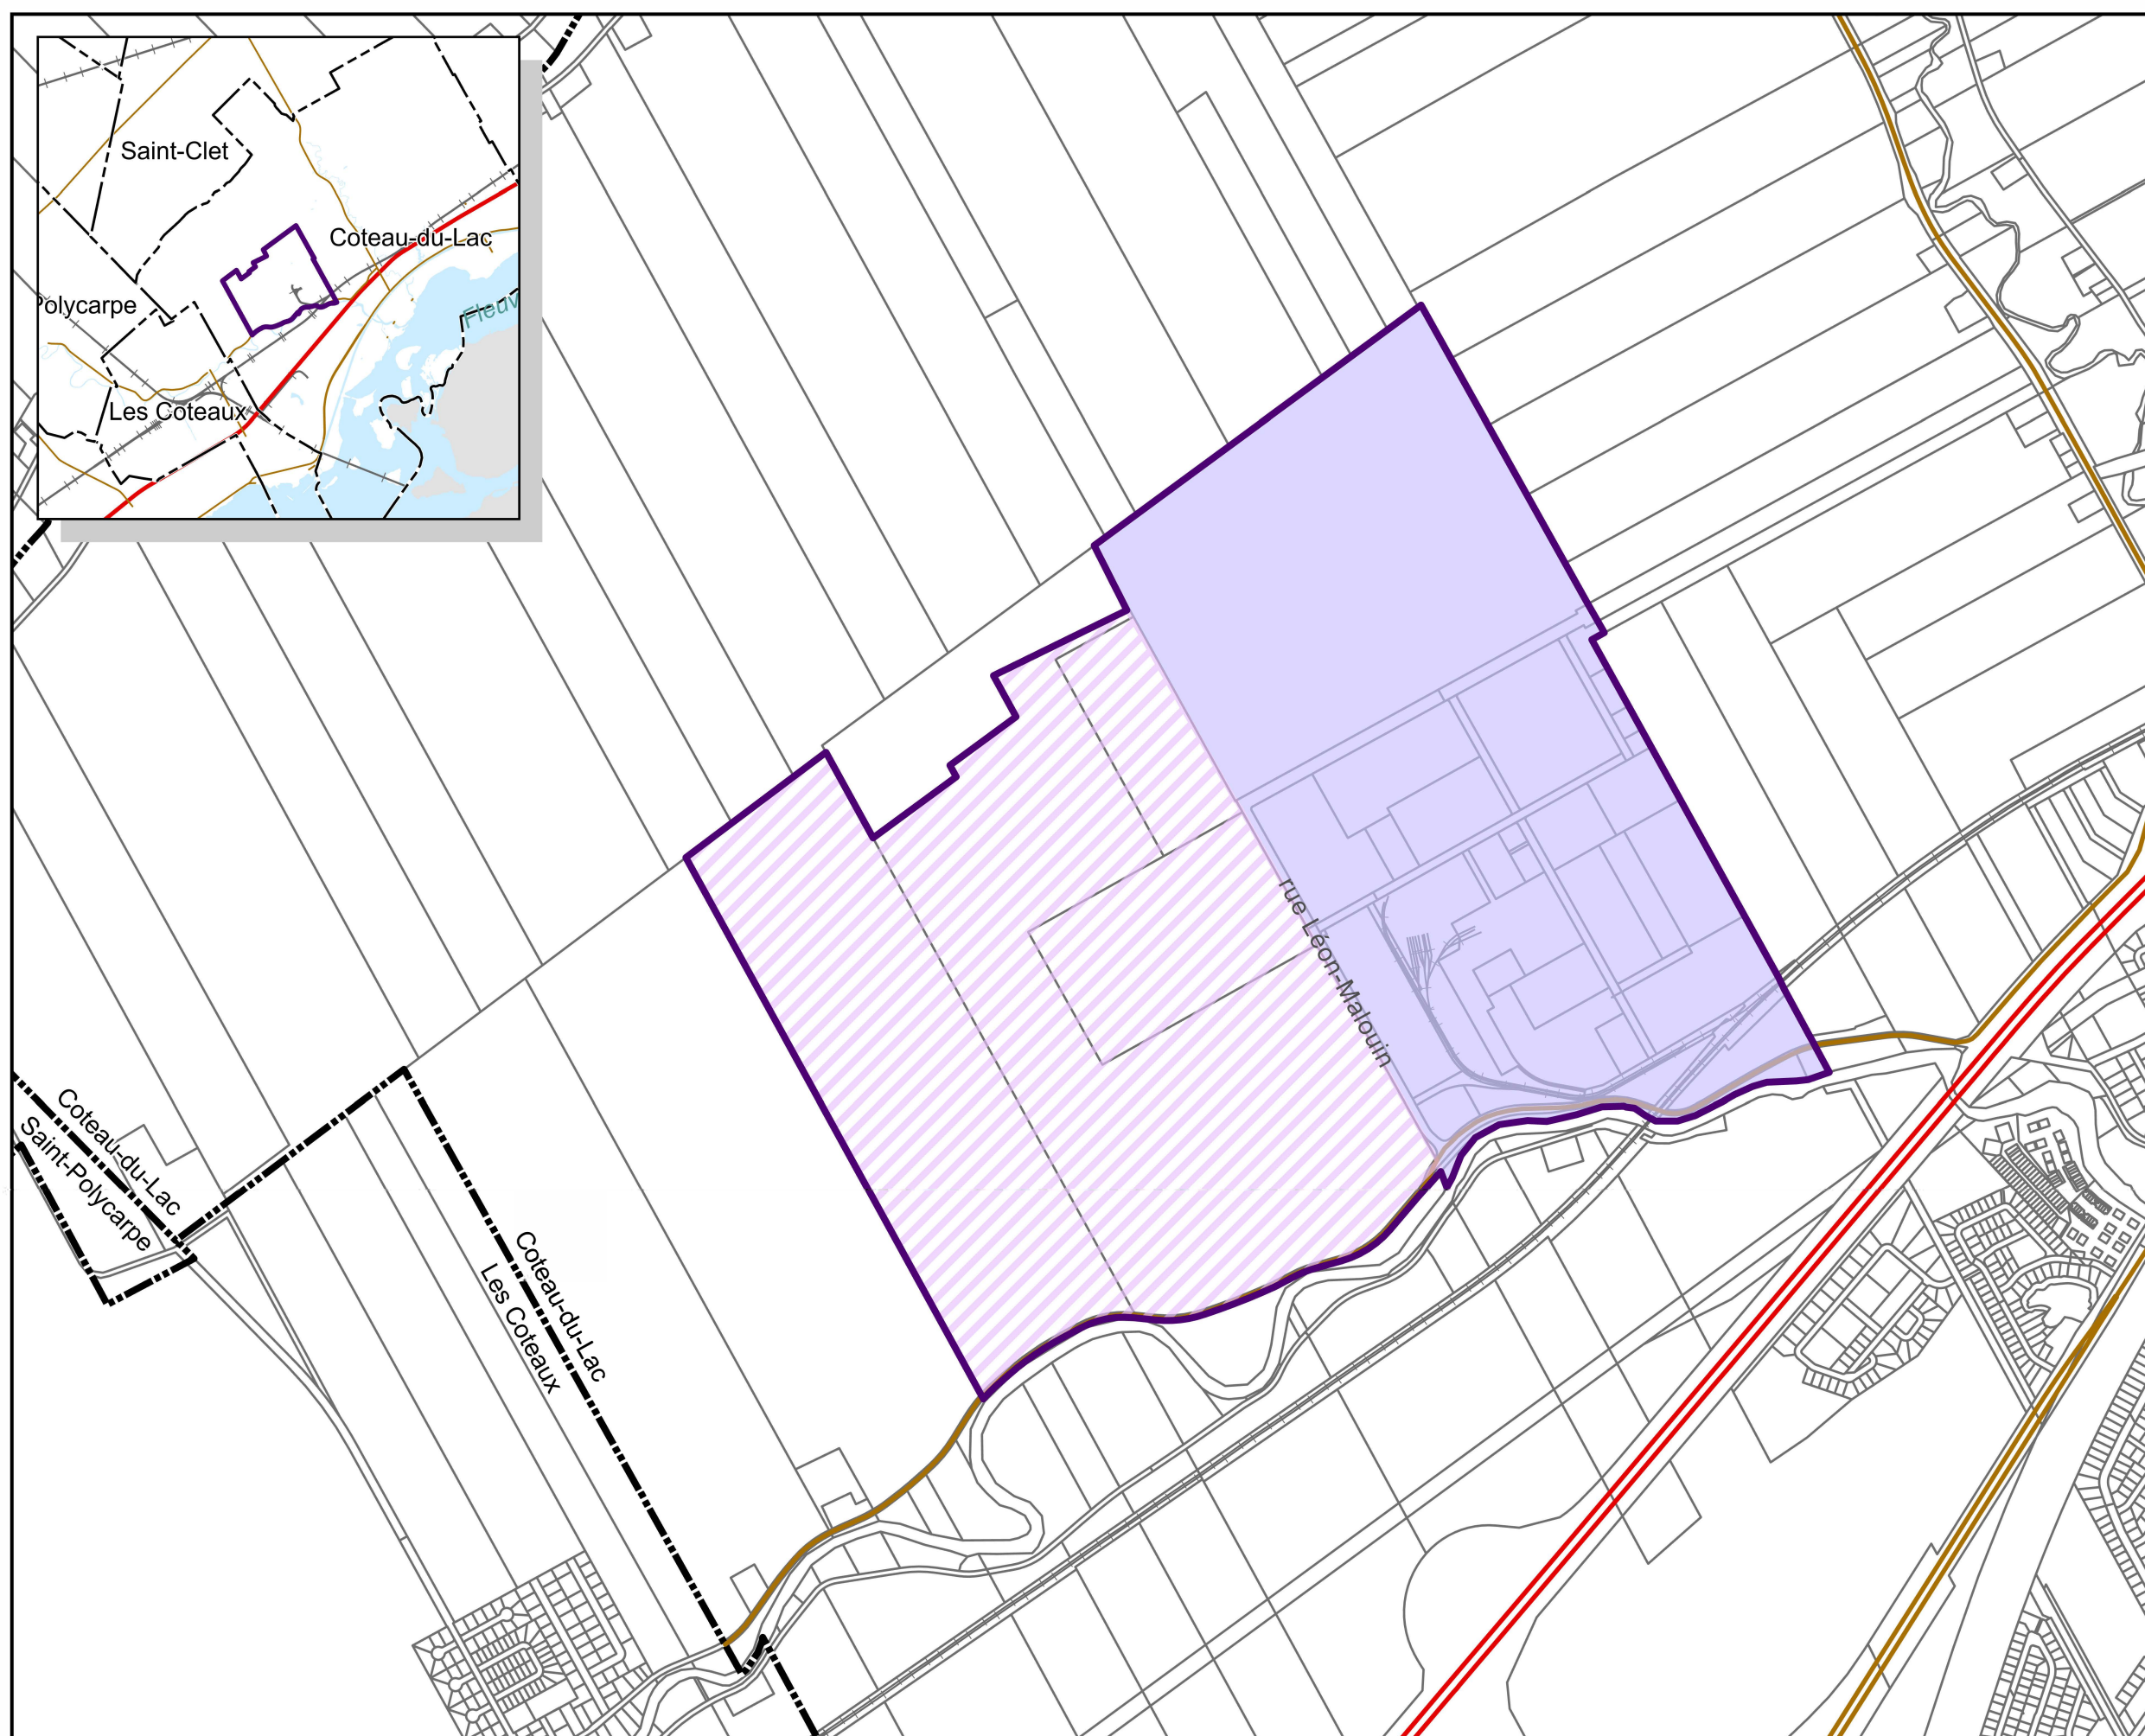 Saint-Clet
Coteau-du-Lac
Polycarpe
Fleuv
Les Coteaux
rue Léon-Malouin
Coteau-du-Lac
Saint-Polycarpe
Coteau-du-Lac
Les Coteaux